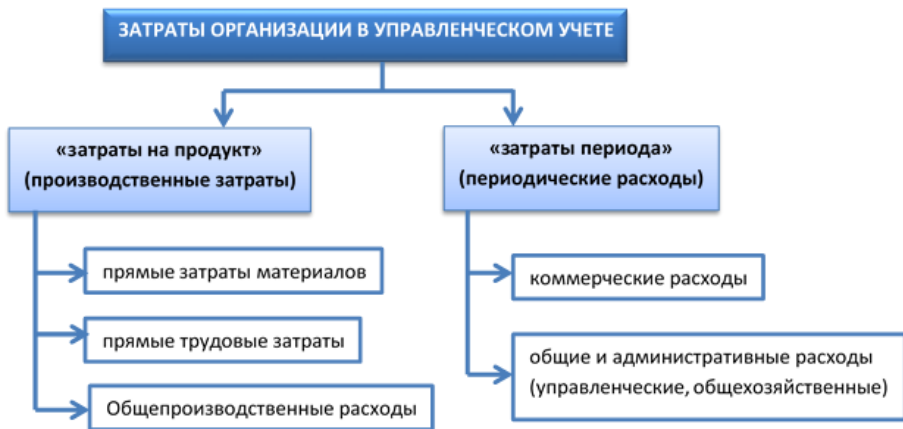 ЗАТРАТЫ ОРГАНИЗАЦИИ В УПРАВЛЕНЧЕСКОМ УЧЕТЕ
«затраты на продукт»
(производственные затраты)
прямые затраты материалов
прямые трудовые затраты
Общепроизводственные расходы
«затраты периода»
(периодические расходы)
коммерческие расходы
общие и административные расходы
(управленческие, общехозяйственные)